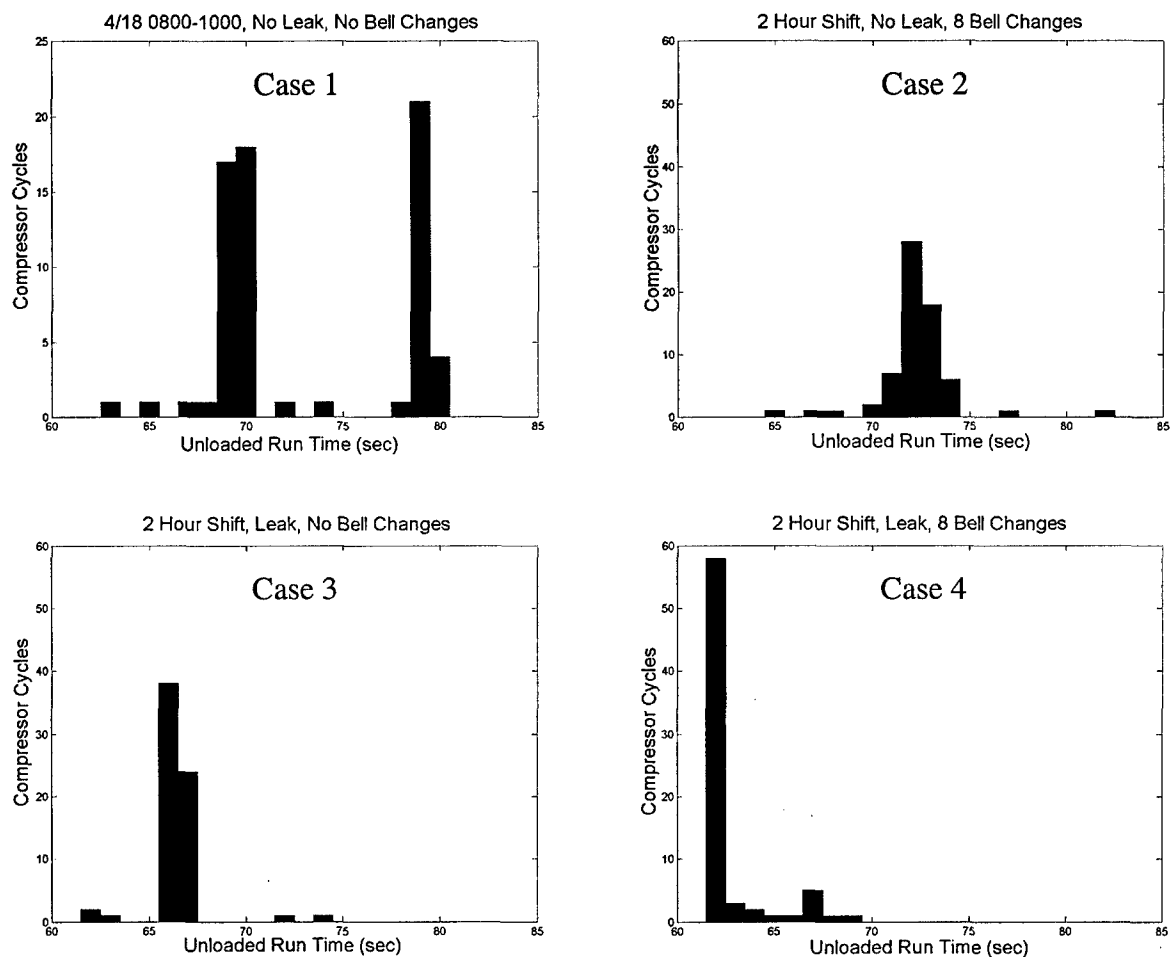 4/18 0800-1000, No Leak, No Bell Changes
Case 1
Compressor Cycles
25
20
15
10
5
0
60 65 70 75 80 85
Unloaded Run Time (sec)
2 Hour Shift, No Leak, 8 Bell Changes
Case 2
Compressor Cycles
60
50
40
30
20
10
0
60 65 70 75 80 85
Unloaded Run Time (sec)
2 Hour Shift, Leak, No Bell Changes
Case 3
Compressor Cycles
60
50
40
30
20
10
0
60 65 70 75 80 85
Unloaded Run Time (sec)
2 Hour Shift, Leak, 8 Bell Changes
Case 4
Compressor Cycles
60
50
40
30
20
10
0
60 65 70 75 80 85
Unloaded Run Time (sec)